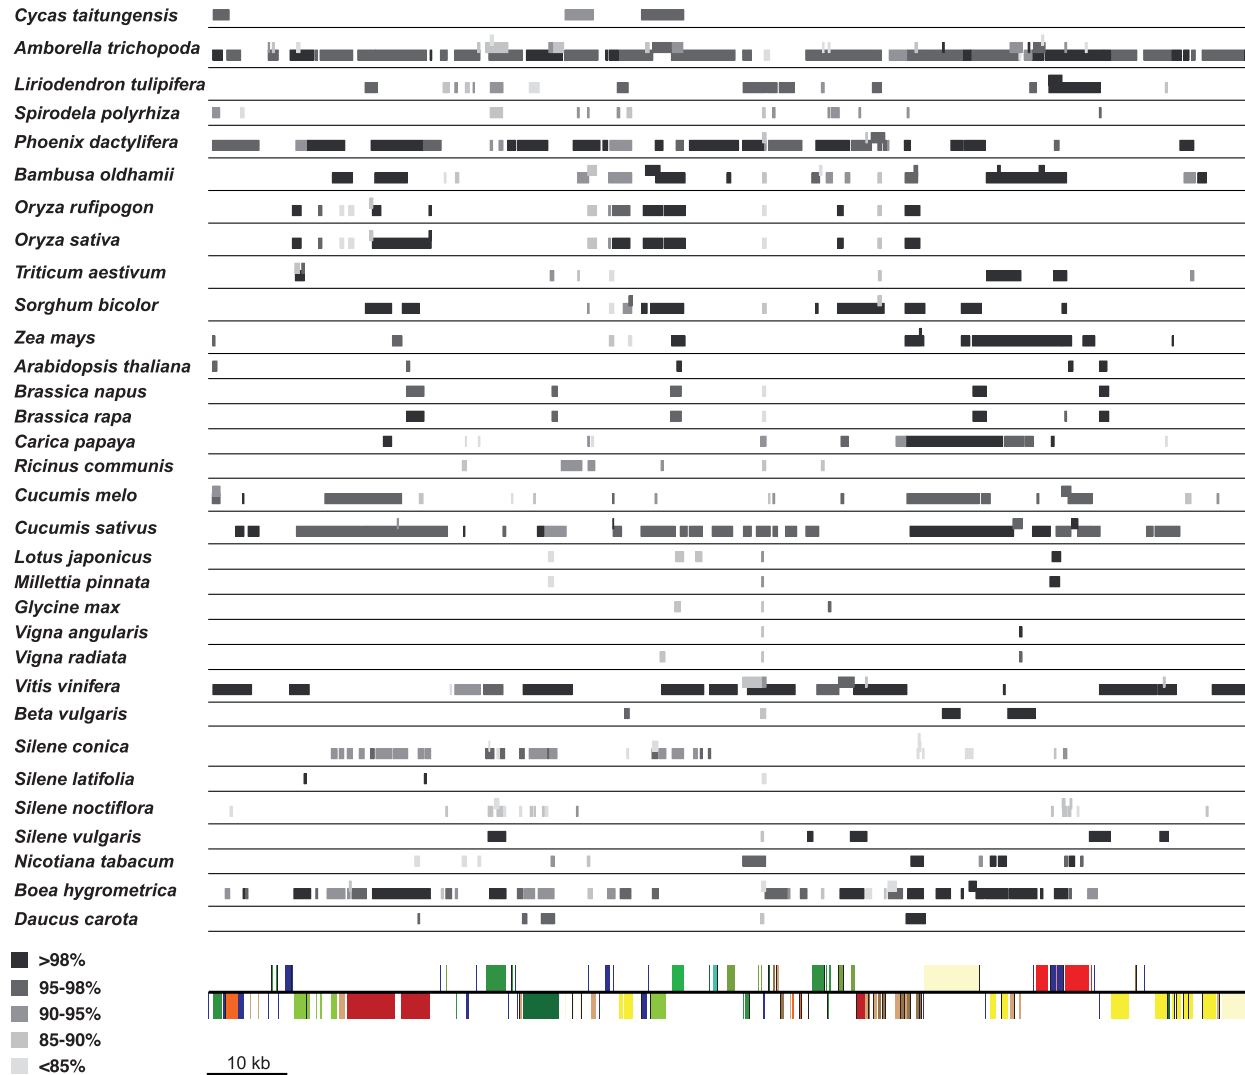 Cycas taitungensis
Amborella trichopoda
Liriodendron tulipifera
Spirodela polyrhiza
Phoenix dactylifera
Bambusa oldhamii
Oryza rufipogon
Oryza sativa
Triticum aestivum
Sorghum bicolor
Zea mays
Arabidopsis thaliana
Brassica napus
Brassica rapa
Carica papaya
Ricinus communis
Cucumis melo
Cucumis sativus
Lotus japonicus
Millettia pinnata
Glycine max
Vigna angularis
Vigna radiata
Vitis vinifera
Beta vulgaris
Silene conica
Silene latifolia
Silene noctiflora
Silene vulgaris
Nicotiana tabacum
Boea hygrometrica
Daucus carota
>98%
95-98%
90-95%
85-90%
<85%
10 kb